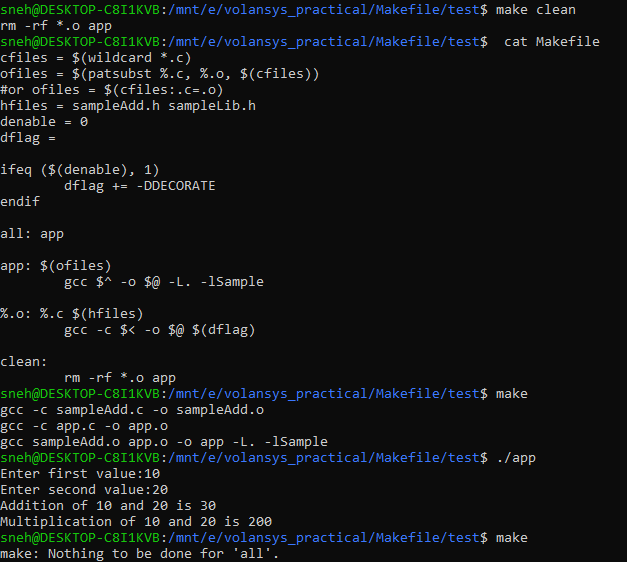 sneh@DESKTOP-C8I1KVB:/mnt/e/volansys_practical/Makefile/test$ make clean
rm -rf *.o app
sneh@DESKTOP-C8I1KVB:/mnt/e/volansys_practical/Makefile/test$  cat Makefile
cfiles = $(wildcard *.c)
ofiles = $(patsubst %.c, %.o, $(cfiles))
#or ofiles = $(cfiles:.c=.o)
hfiles = sampleAdd.h sampleLib.h
denable = 0
dflag =

ifeq ($(denable), 1)
        dflag += -DDECORATE
endif

all: app

app: $(ofiles)
        gcc $^ -o $@ -L. -lSample

%.o: %.c $(hfiles)
        gcc -c $< -o $@ $(dflag)

clean:
        rm -rf *.o app
sneh@DESKTOP-C8I1KVB:/mnt/e/volansys_practical/Makefile/test$ make
gcc -c sampleAdd.c -o sampleAdd.o
gcc -c app.c -o app.o
gcc sampleAdd.o app.o -o app -L. -lSample
sneh@DESKTOP-C8I1KVB:/mnt/e/volansys_practical/Makefile/test$ ./app
Enter first value:10
Enter second value:20
Addition of 10 and 20 is 30
Multiplication of 10 and 20 is 200
sneh@DESKTOP-C8I1KVB:/mnt/e/volansys_practical/Makefile/test$ make
make: Nothing to be done for 'all'.